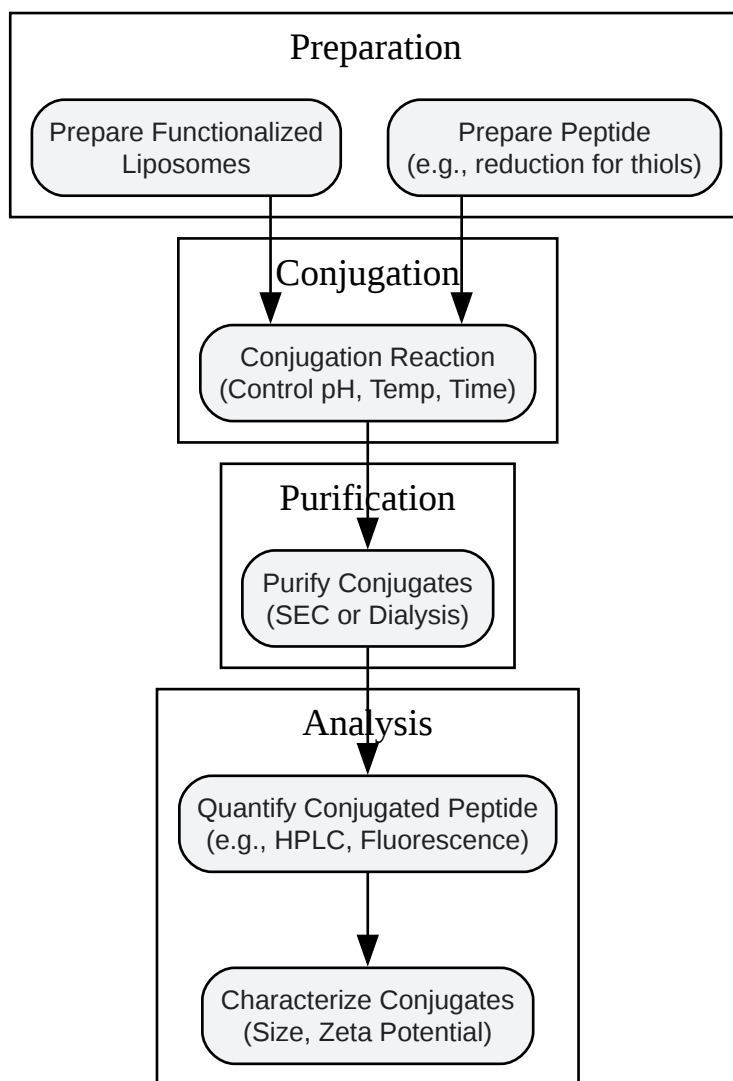 Preparation
Prepare Functionalized
Liposomes
Prepare Peptide
(e.g., reduction for thiols)
Conjugation
Conjugation Reaction
(Control pH, Temp, Time)
Purification
Purify Conjugates
(SEC or Dialysis)
Analysis
Quantify Conjugated Peptide
(e.g., HPLC, Fluorescence)
Characterize Conjugates
(Size, Zeta Potential)